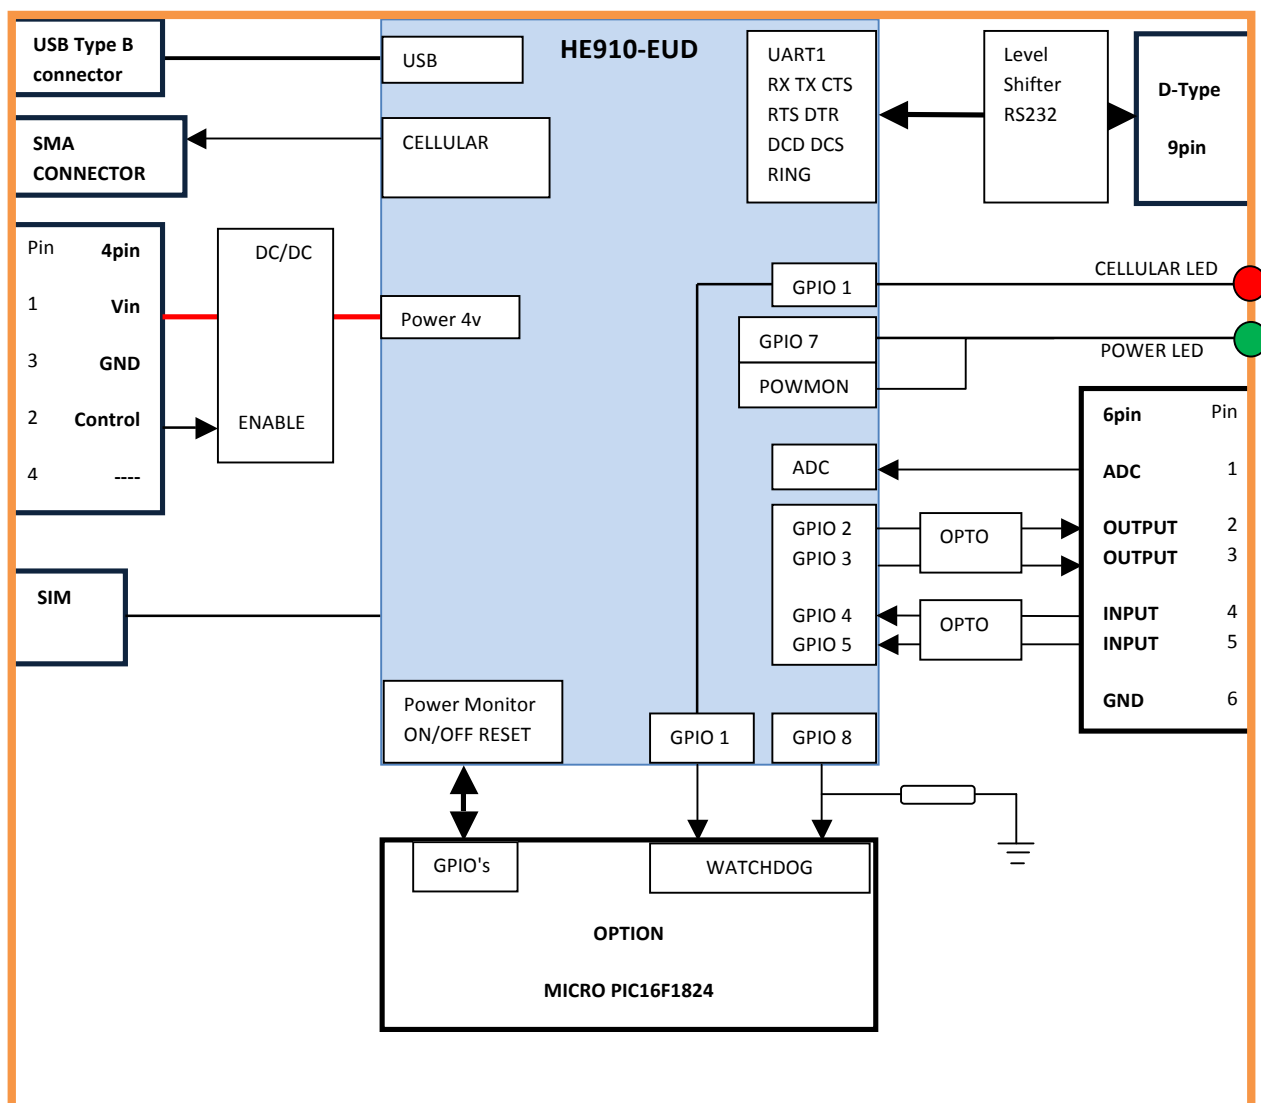 USB Type B
connector
USB
HE910-EUD
UART1
RX TX CTS
RTS DTR
DCD DCS
RING
Level
Shifter
RS232
D-Type
9pin
SMA
CONNECTOR
CELLULAR
Pin 4pin
1 Vin
3 GND
2 Control
4 ----
DC/DC
ENABLE
Power 4v
GPIO 1
CELLULAR LED
GPIO 7
POWMON
POWER LED
6pin Pin
ADC 1
OUTPUT 2
OUTPUT 3
INPUT 4
INPUT 5
GND 6
ADC
GPIO 2
GPIO 3
GPIO 4
GPIO 5
OPTO
OPTO
SIM
Power Monitor
ON/OFF RESET
GPIO 1
GPIO 8
GPIO's
WATCHDOG
OPTION
MICRO PIC16F1824